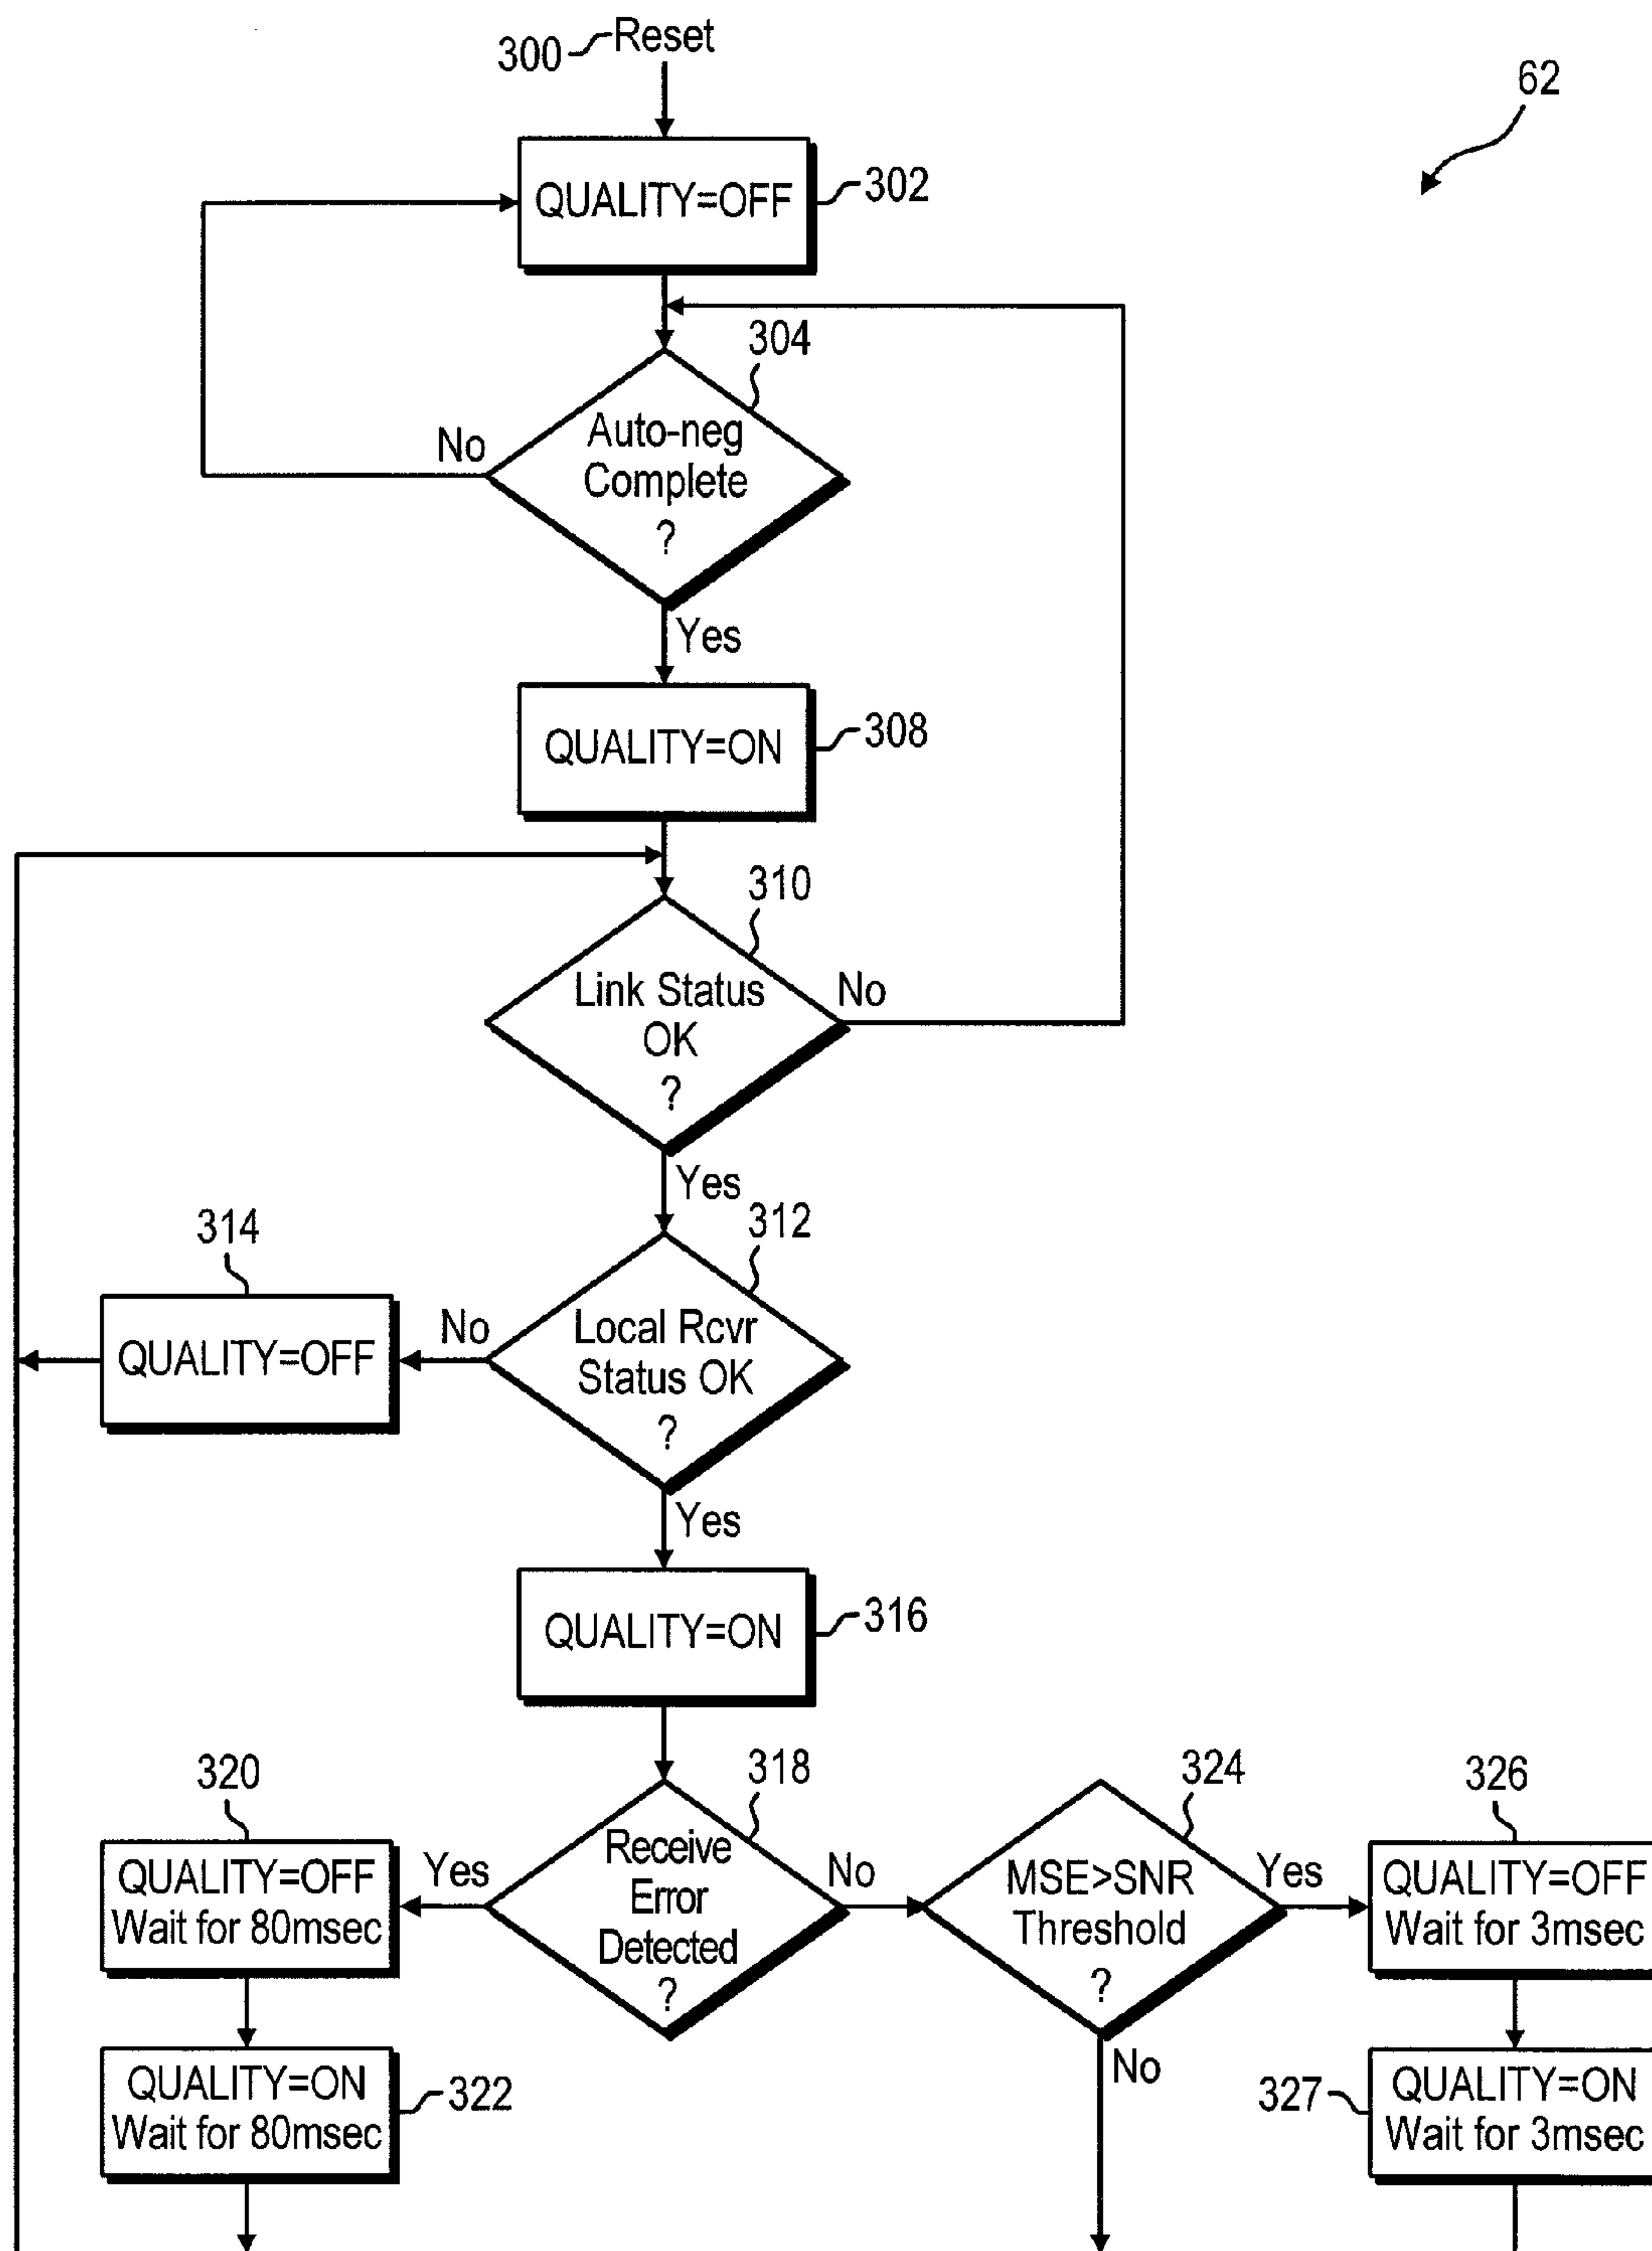 300
Reset
62
QUALITY=OFF
302
304
Auto-neg
Complete
?
No
Yes
QUALITY=ON
308
310
Link Status
OK
?
No
Yes
312
314
Local Rcvr
Status OK
?
No
QUALITY=OFF
Yes
QUALITY=ON
316
320
318
324
326
QUALITY=OFF
Wait for 80msec
Yes
Receive
Error
Detected
?
No
MSE>SNR
Threshold
?
Yes
QUALITY=OFF
Wait for 3msec
QUALITY=ON
Wait for 80msec
322
No
327
QUALITY=ON
Wait for 3msec